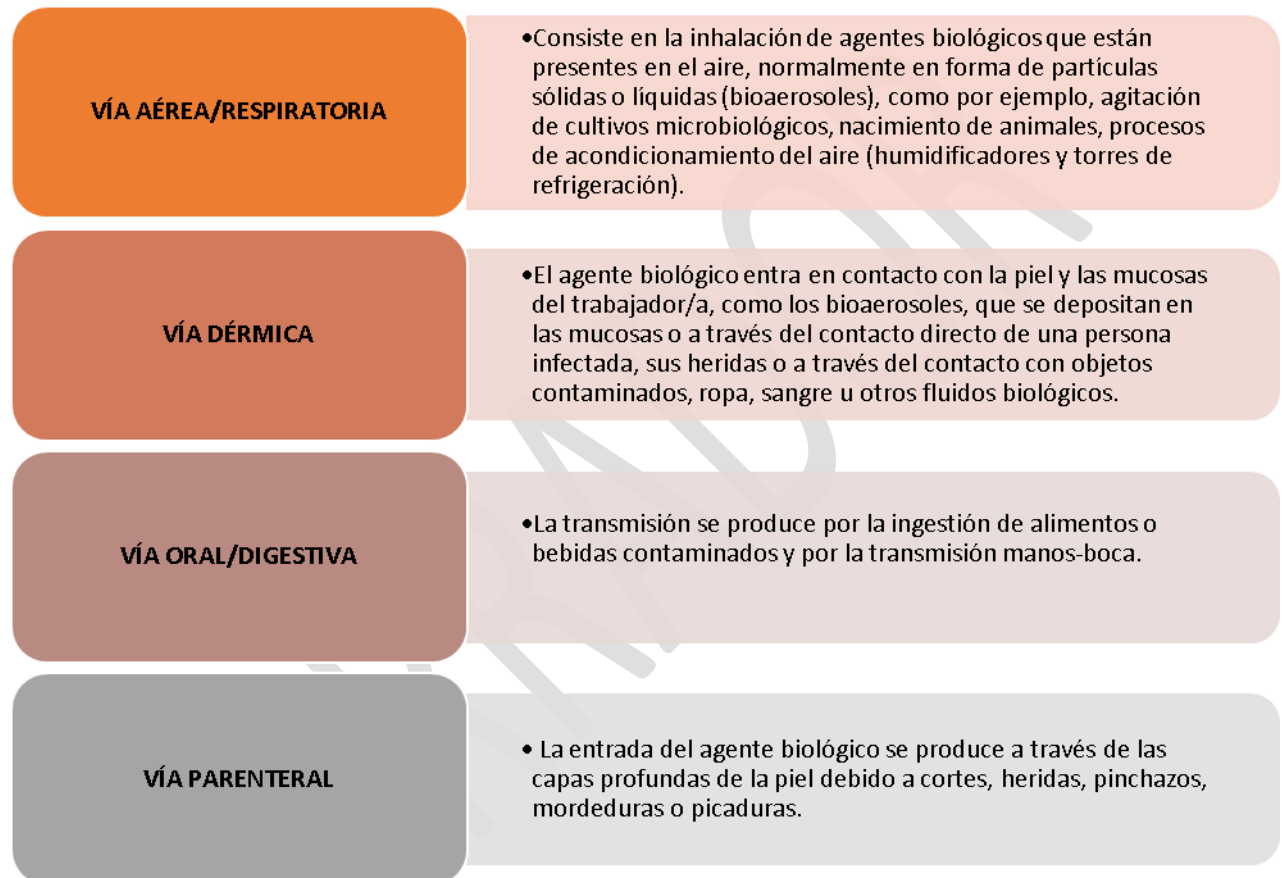 VÍA AÉREA/RESPIRATORIA
•Consiste en la inhalación de agentes biológicos que están
presentes en el aire, normalmente en forma de partículas
sólidas o líquidas (bioaerosoles), como por ejemplo, agitación
de cultivos microbiológicos, nacimiento de animales, procesos
de acondicionamiento del aire (humidificadores y torres de
refrigeración).
VÍA DÉRMICA
•El agente biológico entra en contacto con la piel y las mucosas
del trabajador/a, como los bioaerosoles, que se depositan en
las mucosas o a través del contacto directo de una persona
infectada, sus heridas o a través del contacto con objetos
contaminados, ropa, sangre u otros fluidos biológicos.
VÍA ORAL/DIGESTIVA
•La transmisión se produce por la ingestión de alimentos o
bebidas contaminados y por la transmisión manos-boca.
VÍA PARENTERAL
• La entrada del agente biológico se produce a través de las
capas profundas de la piel debido a cortes, heridas, pinchazos,
mordeduras o picaduras.